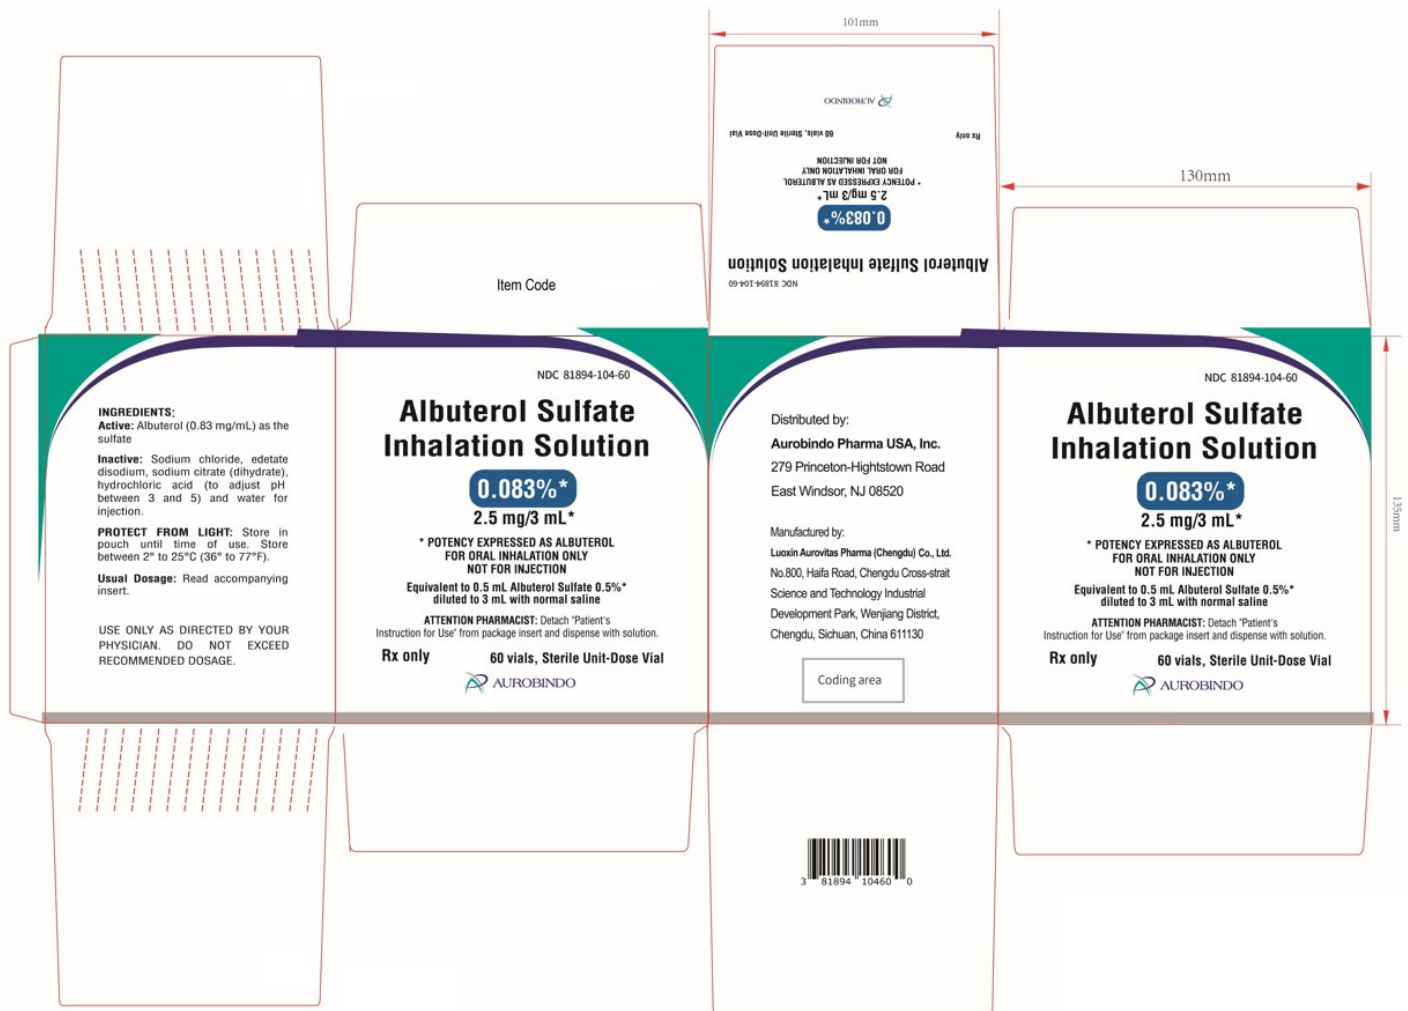 101mm
AUROBINDO
60 vials, Sterile Unit-Dose Vial
Rx only
NOT FOR INJECTION
FOR ORAL INHALATION ONLY
* POTENCY EXPRESSED AS ALBUTEROL
2.5 mg/3 mL*
0.083%*
Albuterol Sulfate Inhalation Solution
NDC 81894-104-60
130mm
Item Code
INGREDIENTS;
Active: Albuterol (0.83 mg/mL) as the
sulfate
Inactive: Sodium chloride, edetate
disodium, sodium citrate (dihydrate),
hydrochloric acid (to adjust pH
between 3 and 5) and water for
injection.
PROTECT FROM LIGHT: Store in
pouch until time of use. Store
between 2° to 25°C (36° to 77°F).
Usual Dosage: Read accompanying
insert.
USE ONLY AS DIRECTED BY YOUR
PHYSICIAN. DO NOT EXCEED
RECOMMENDED DOSAGE.
NDC 81894-104-60
Albuterol Sulfate
Inhalation Solution
0.083%*
2.5 mg/3 mL*
* POTENCY EXPRESSED AS ALBUTEROL
FOR ORAL INHALATION ONLY
NOT FOR INJECTION
Equivalent to 0.5 mL Albuterol Sulfate 0.5%*
diluted to 3 mL with normal saline
ATTENTION PHARMACIST: Detach "Patient's
Instruction for Use" from package insert and dispense with solution.
Rx only 60 vials, Sterile Unit-Dose Vial
AUROBINDO
Distributed by:
Aurobindo Pharma USA, Inc.
279 Princeton-Hightstown Road
East Windsor, NJ 08520
Manufactured by:
Luoxin Aurovitas Pharma (Chengdu) Co., Ltd.
No.800, Haifa Road, Chengdu Cross-strait
Science and Technology Industrial
Development Park, Wenjiang District,
Chengdu, Sichuan, China 611130
Coding area
NDC 81894-104-60
Albuterol Sulfate
Inhalation Solution
0.083%*
2.5 mg/3 mL*
* POTENCY EXPRESSED AS ALBUTEROL
FOR ORAL INHALATION ONLY
NOT FOR INJECTION
Equivalent to 0.5 mL Albuterol Sulfate 0.5%*
diluted to 3 mL with normal saline
ATTENTION PHARMACIST: Detach "Patient's
Instruction for Use" from package insert and dispense with solution.
Rx only 60 vials, Sterile Unit-Dose Vial
AUROBINDO
135mm
3 81894 10460 0